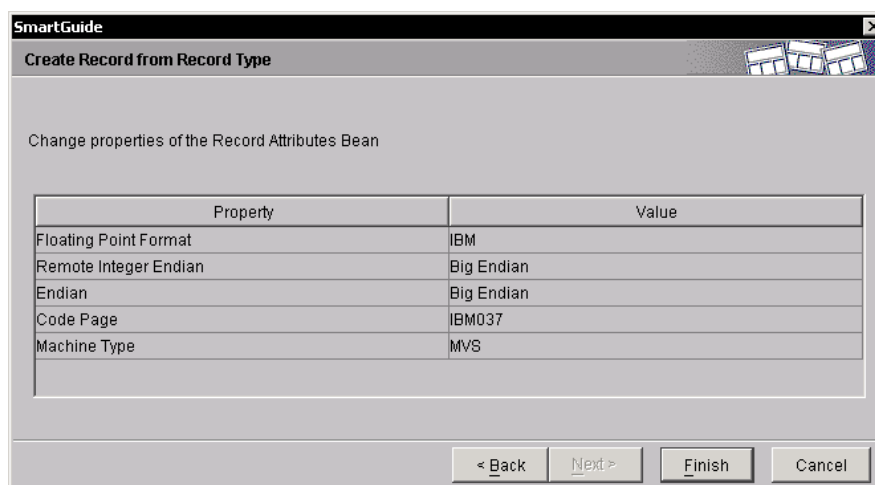 SmartGuide
Create Record from Record Type
Change properties of the Record Attributes Bean
Property Value
Floating Point Format IBM
Remote Integer Endian Big Endian
Endian Big Endian
Code Page IBM037
Machine Type MVS
< Back Next > Finish Cancel